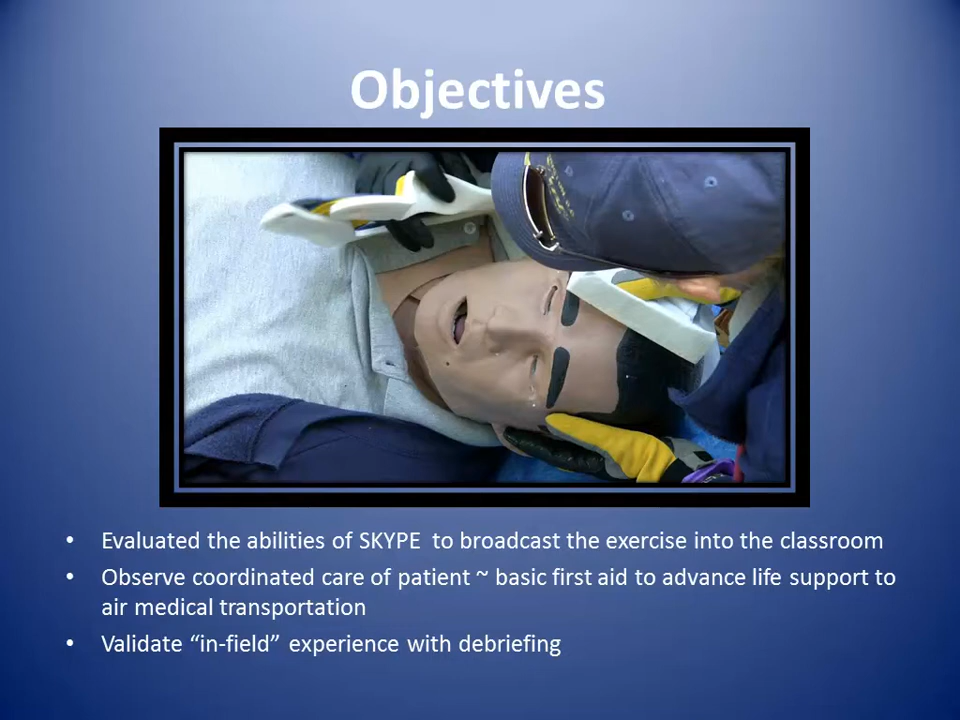 Objectives
• Evaluated the abilities of SKYPE  to broadcast the exercise into the classroom
• Observe coordinated care of patient ~ basic first aid to advance life support to
air medical transportation
• Validate “in-field” experience with debriefing